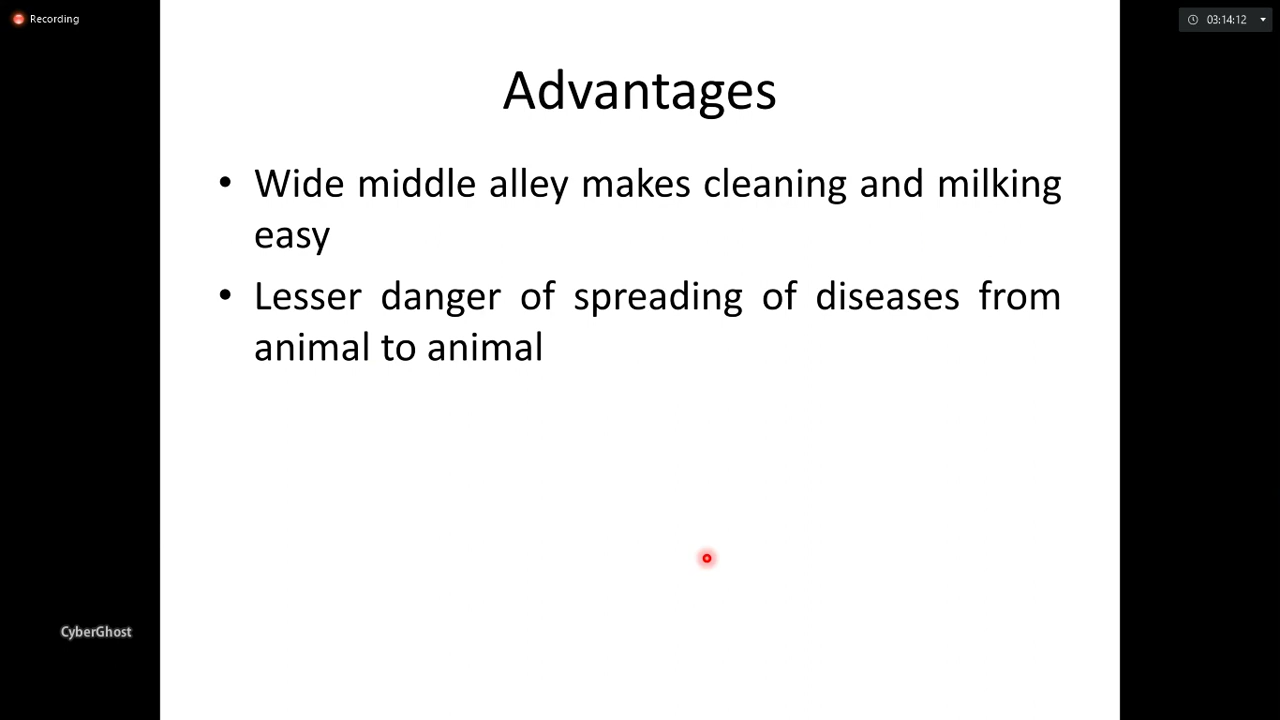 Recording
03:14:12
Advantages
• Wide middle alley makes cleaning and milking
easy
• Lesser danger of spreading of diseases from
animal to animal
CyberGhost